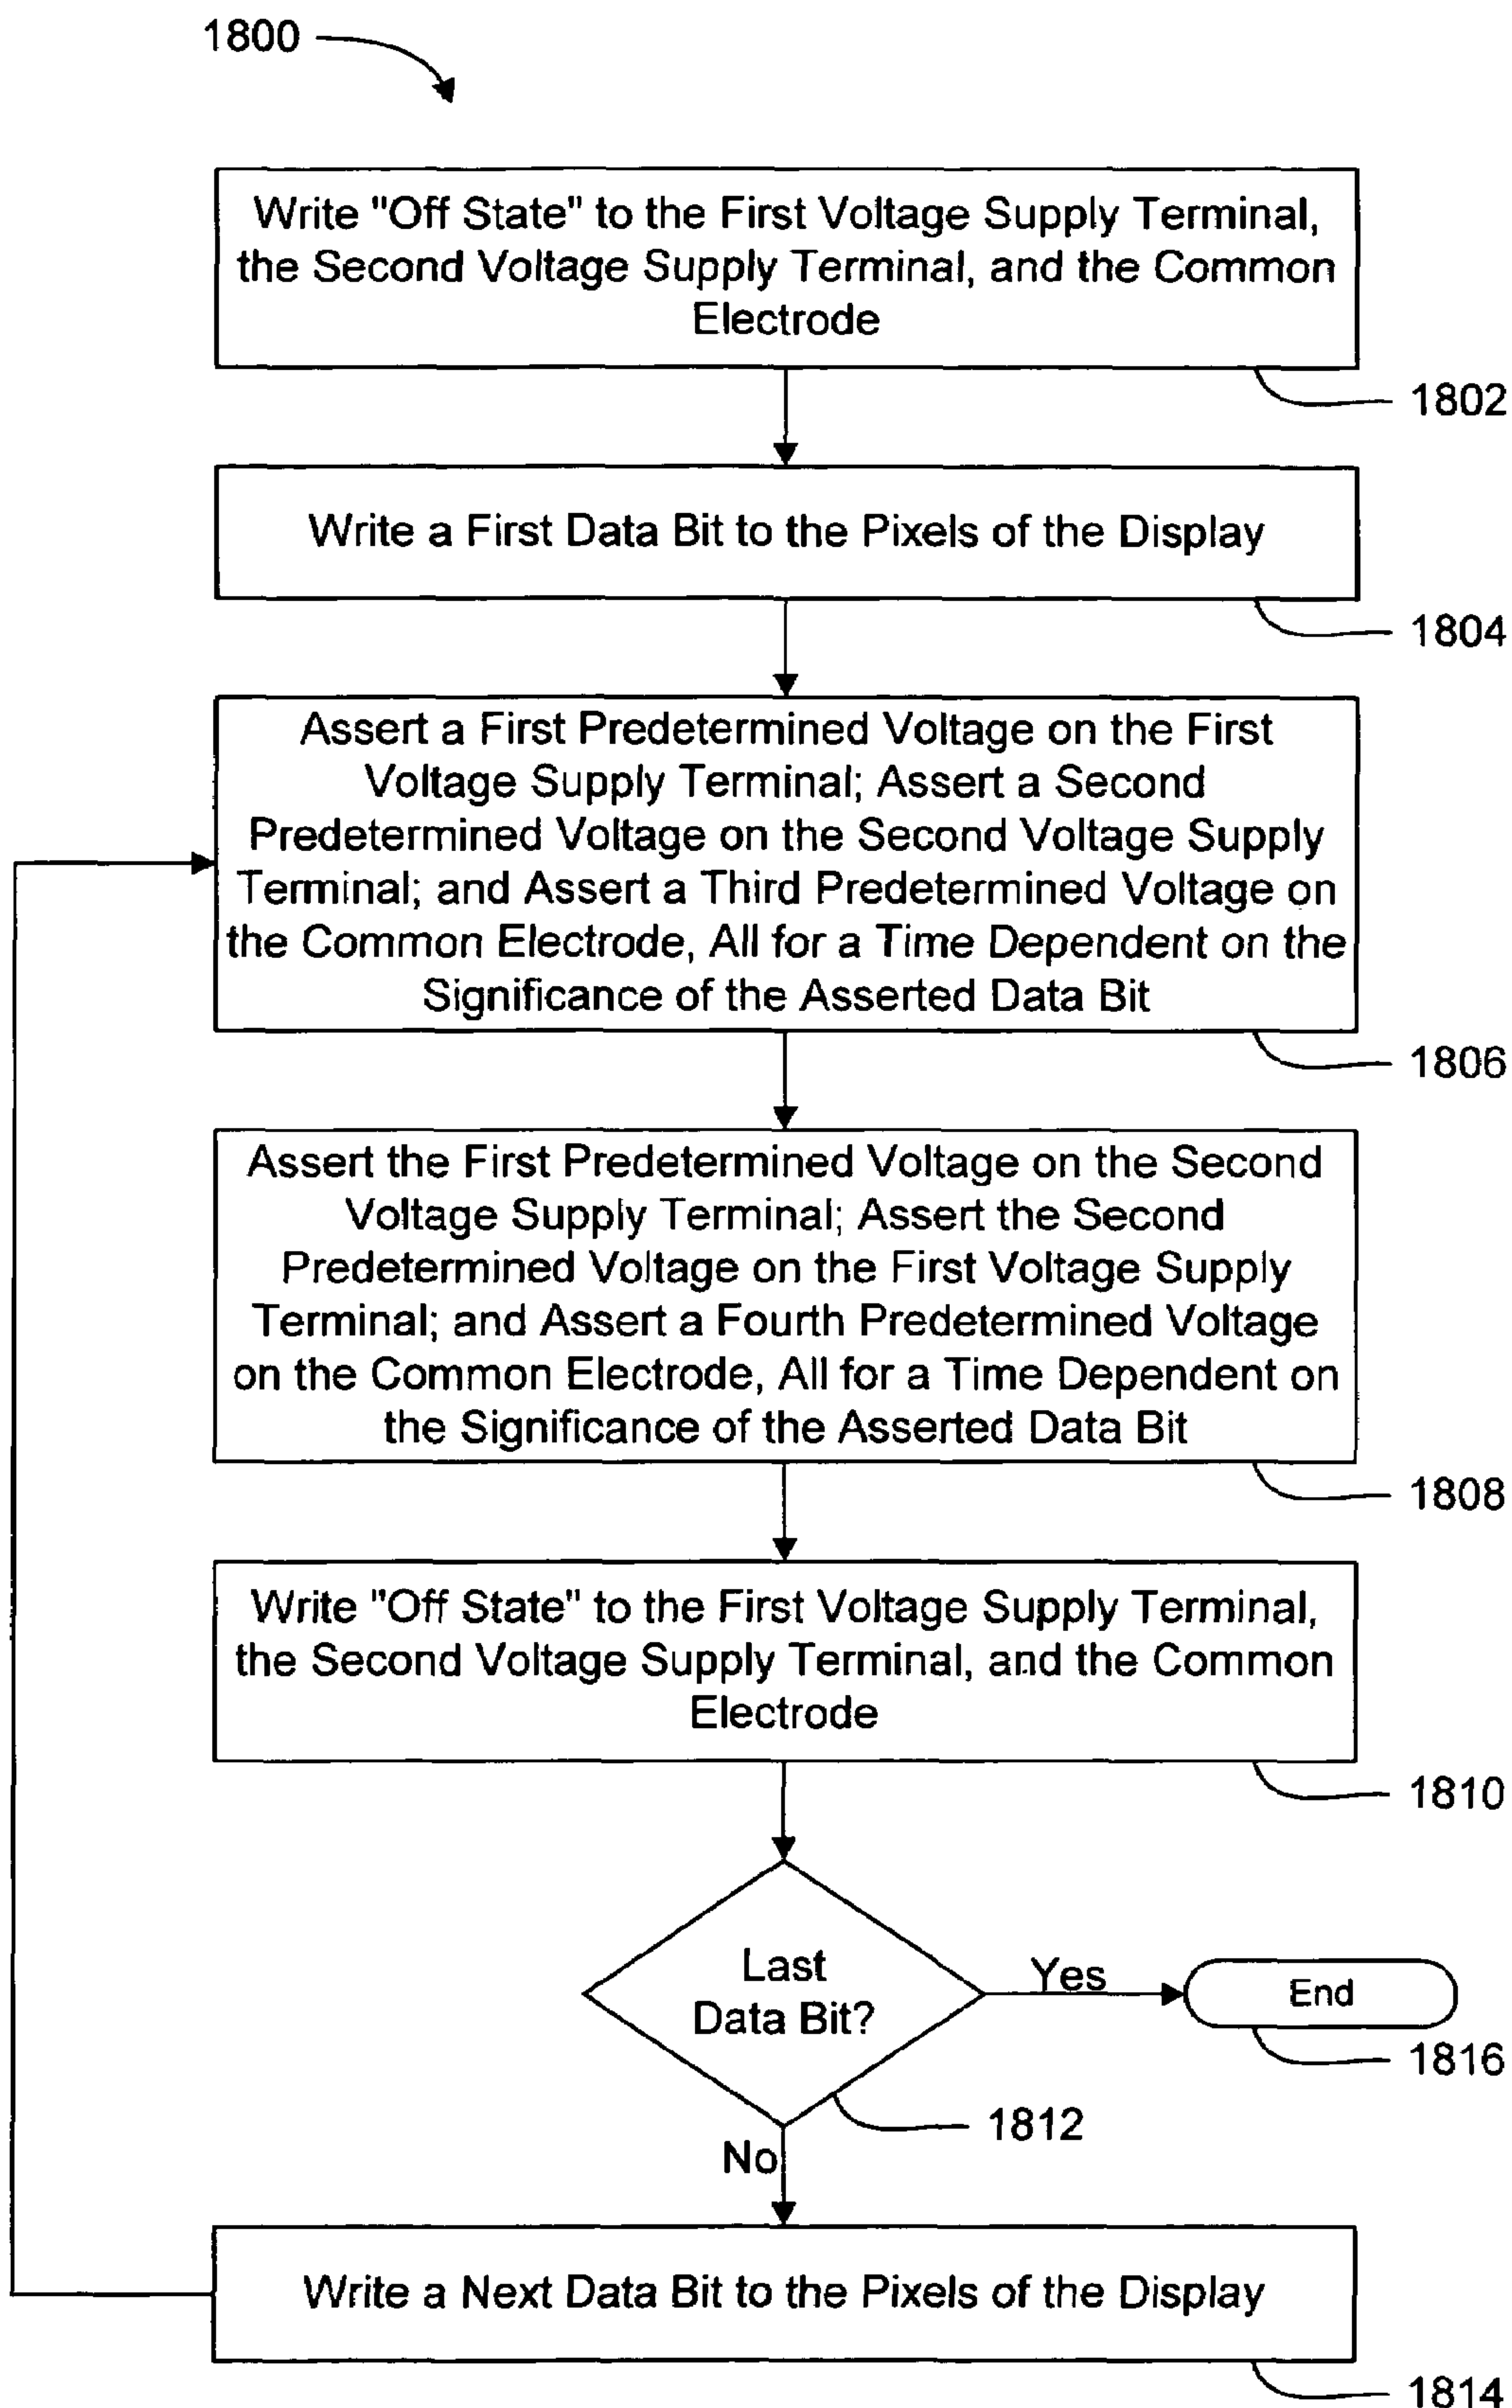 1800
Write "Off State" to the First Voltage Supply Terminal,
the Second Voltage Supply Terminal, and the Common
Electrode
1802
Write a First Data Bit to the Pixels of the Display
1804
Assert a First Predetermined Voltage on the First
Voltage Supply Terminal; Assert a Second
Predetermined Voltage on the Second Voltage Supply
Terminal; and Assert a Third Predetermined Voltage on
the Common Electrode, All for a Time Dependent on the
Significance of the Asserted Data Bit
1806
Assert the First Predetermined Voltage on the Second
Voltage Supply Terminal; Assert the Second
Predetermined Voltage on the First Voltage Supply
Terminal; and Assert a Fourth Predetermined Voltage
on the Common Electrode, All for a Time Dependent on
the Significance of the Asserted Data Bit
1808
Write "Off State" to the First Voltage Supply Terminal,
the Second Voltage Supply Terminal, and the Common
Electrode
1810
Last
Data Bit?
Yes
End
1816
1812
No
Write a Next Data Bit to the Pixels of the Display
1814